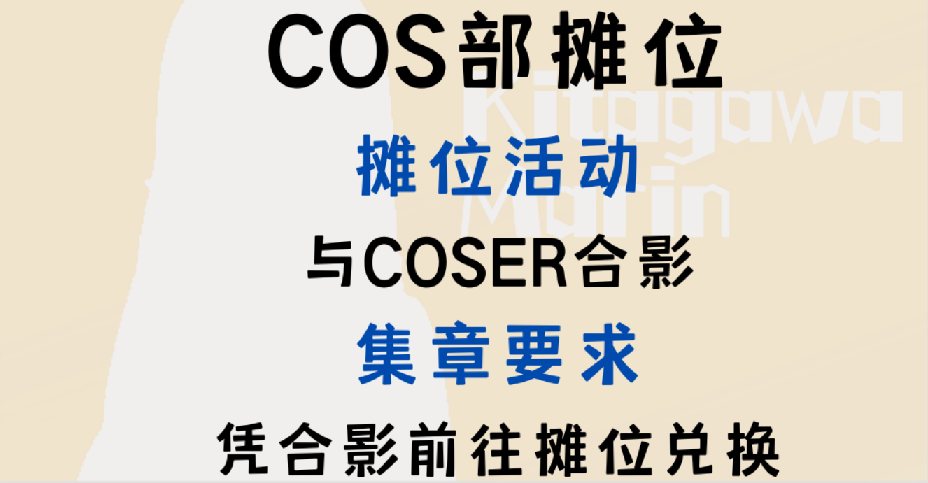 COS部摊位
Kitagawa
Marin
摊位活动
与COSER合影
集章要求
凭合影前往摊位兑换